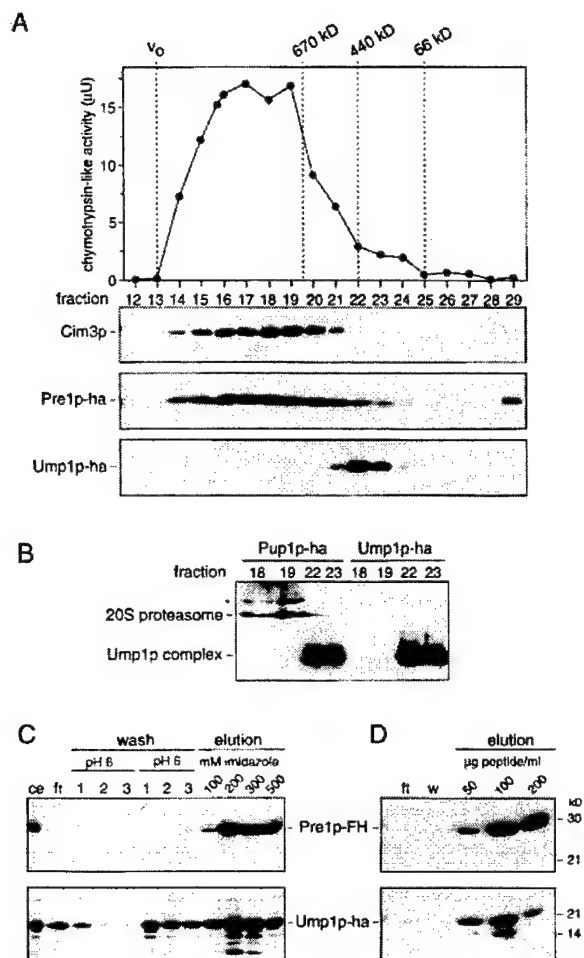 A
Vo
670 kD
440 kD
66 kD
chymotrypsin-like activity (µU)
15
10
5
0
fraction
12 13 14 15 16 17 18 19 20 21 22 23 24 25 26 27 28 29
Cim3p
Pre1p-ha
Ump1p-ha
B
Pup1p-ha Ump1p-ha
fraction 18 19 22 23 18 19 22 23
*
20S proteasome
Ump1p complex
C
wash elution
pH 8 pH 6 mM imidazole
ce ft 1 2 3 1 2 3 100 200 300 500
Pre1p-FH
Ump1p-ha
D
elution
µg peptide/ml
ft w 50 100 200
kD
30
21
21
14